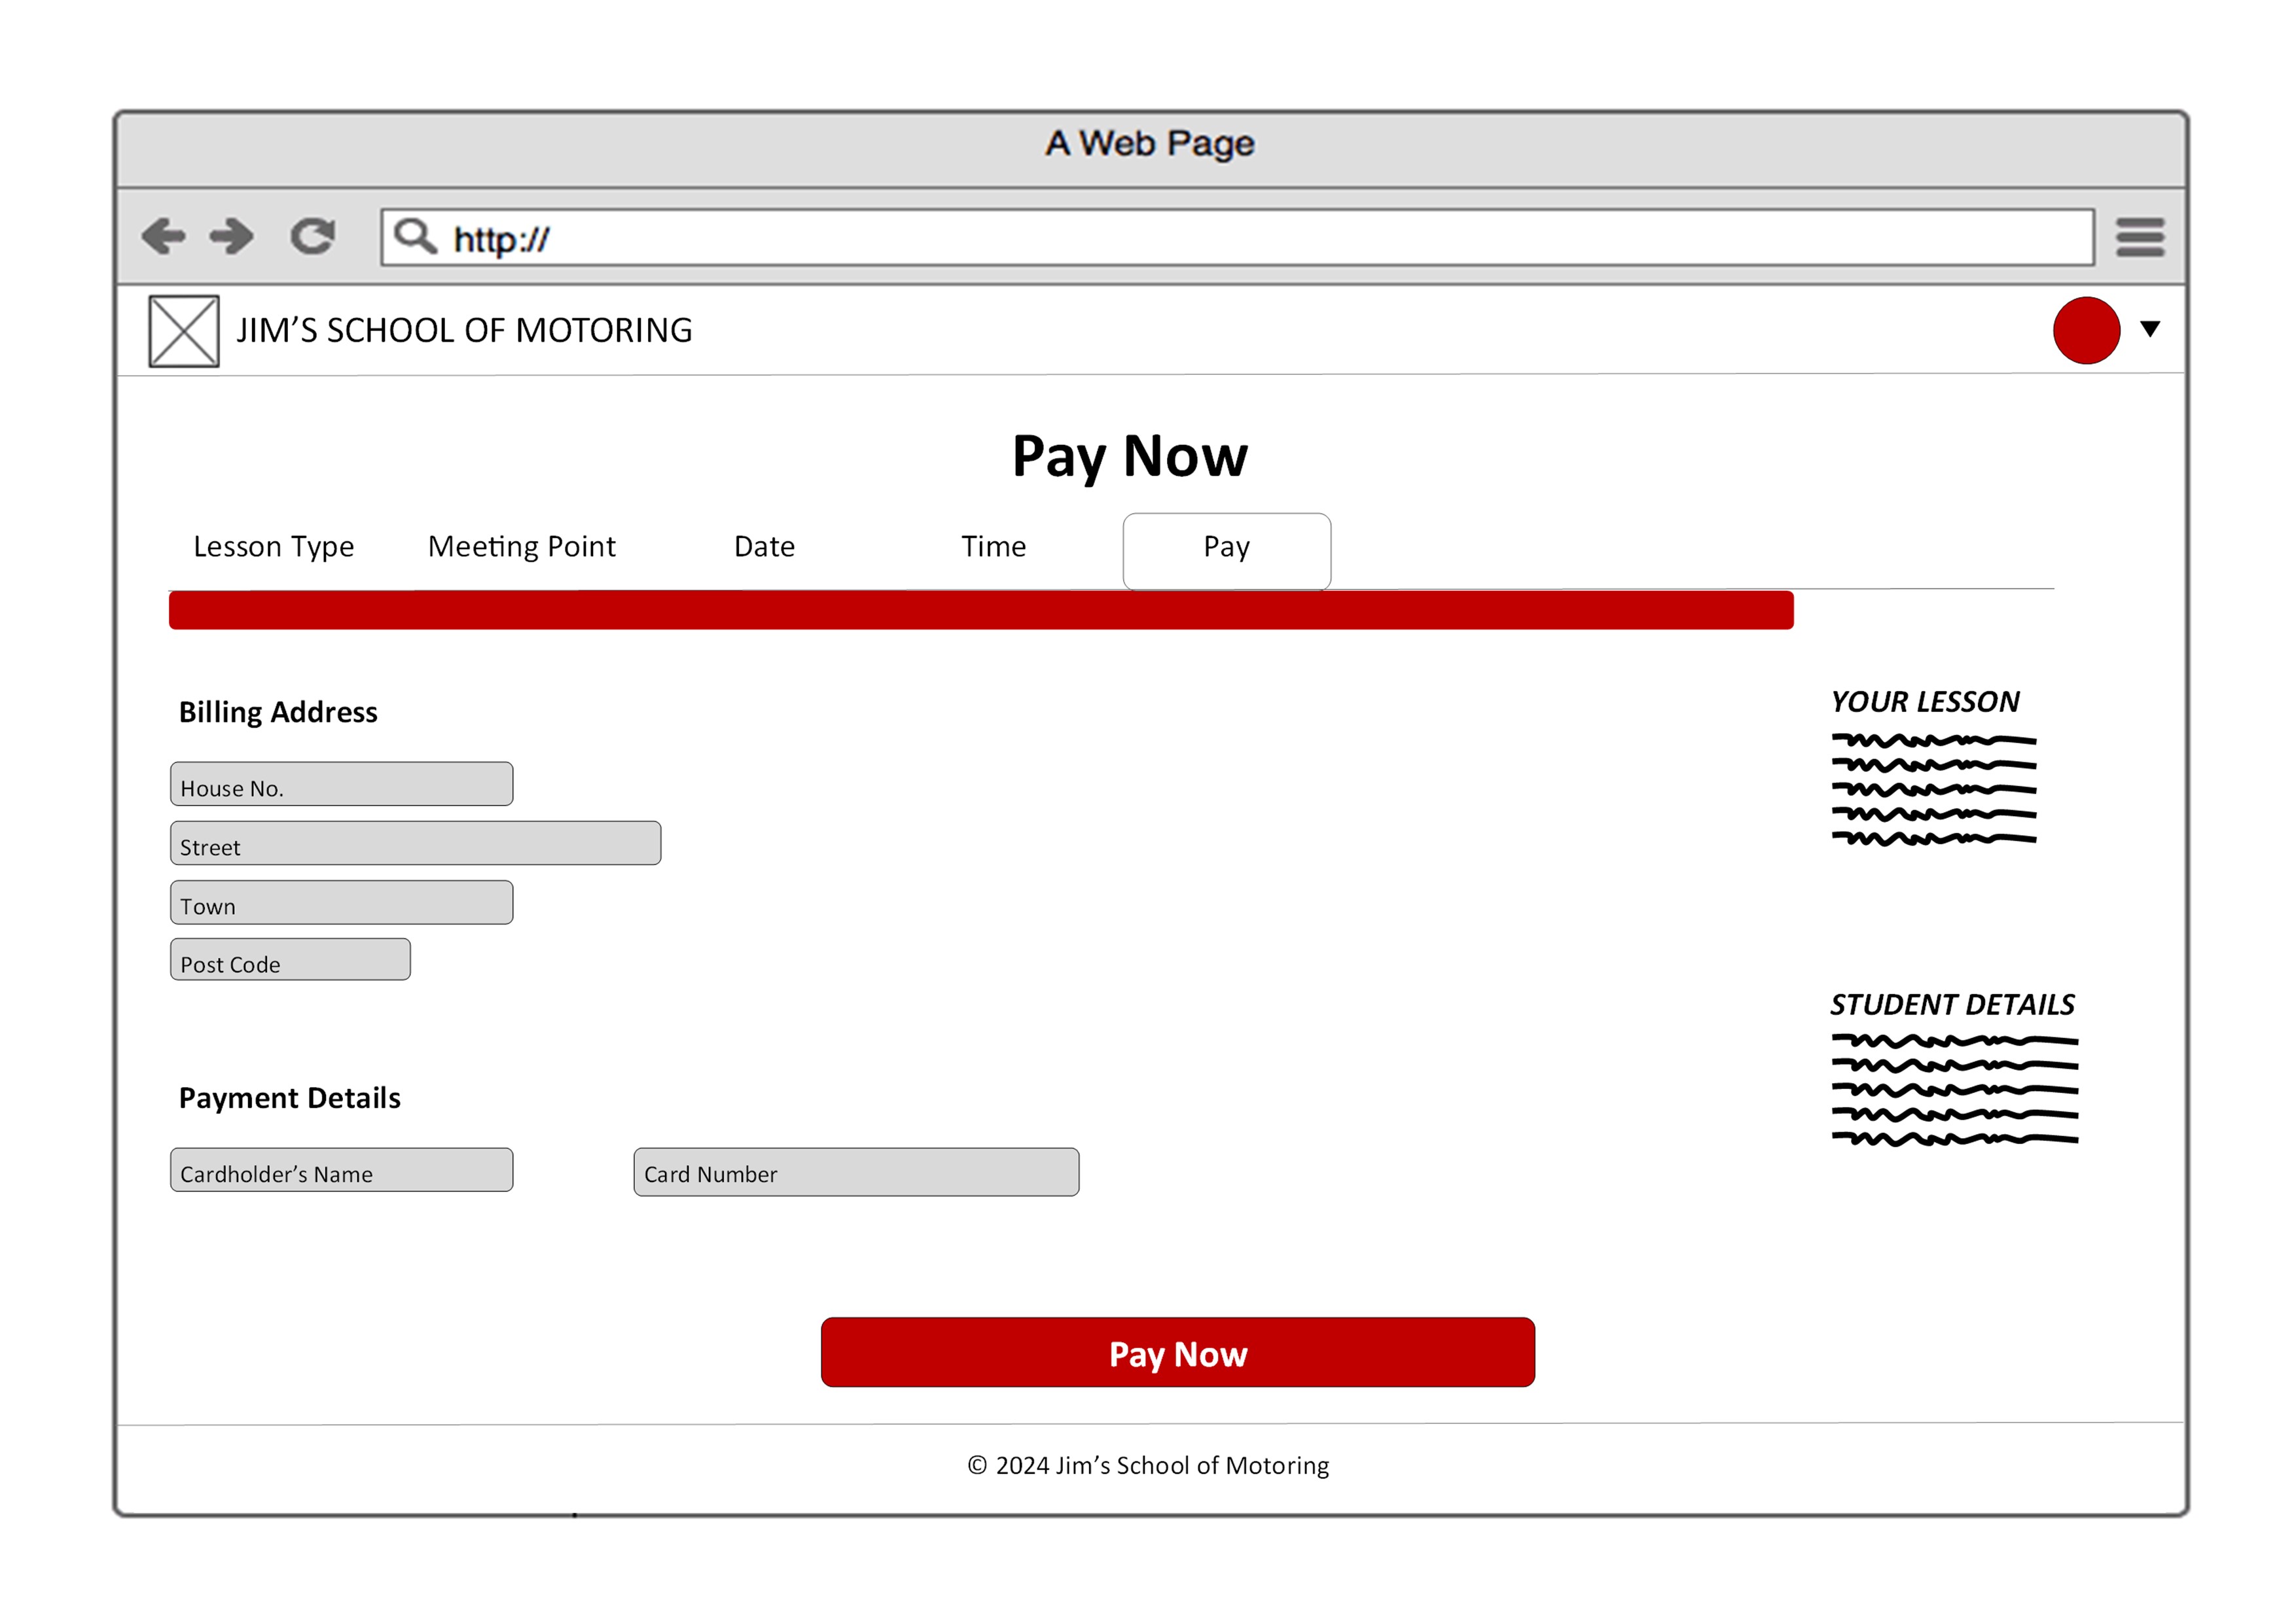 A Web Page
http://
JIM’S SCHOOL OF MOTORING
Pay Now
Lesson Type Meeting Point Date Time Pay
Billing Address
House No.
Street
Town
Post Code
Payment Details
Cardholder’s Name Card Number
YOUR LESSON
STUDENT DETAILS
Pay Now
© 2024 Jim’s School of Motoring